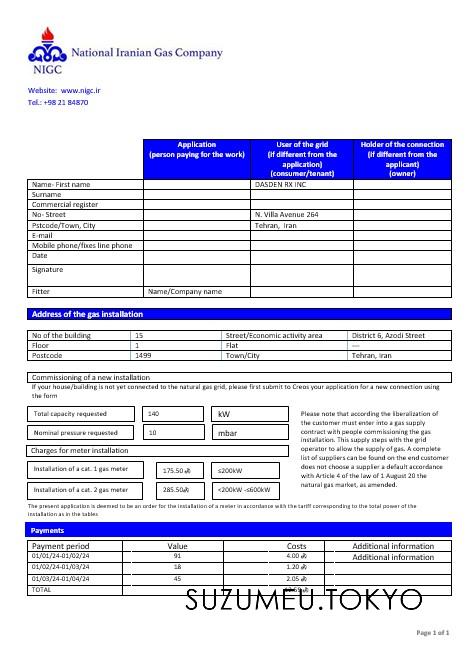 National Iranian Gas Company
NIGC
Website: www.nigc.ir
Tel.: +98 21 84870
Application (person paying for the work) User of the grid (if different from the application) (consumer/tenant) Holder of the connection (if different from the applicant) (owner)
Name- First name DASDEN RX INC
Surname
Commercial register
No- Street N. Villa Avenue 264
Pstcode/Town, City Tehran, Iran
E-mail
Mobile phone/fixes line phone
Date
Signature
Fitter Name/Company name
Address of the gas installation
No of the building 15 Street/Economic activity area District 6, Azodi Street
Floor 1 Flat ---
Postcode 1499 Town/City Tehran, Iran
Commissioning of a new installation
If your house/building is not yet connected to the natural gas grid, please first submit to Creos your application for a new connection using
the form
Total capacity requested 140 kW
Nominal pressure requested 10 mbar
Charges for meter installation
Installation of a cat. 1 gas meter 175.50 ≤200kW
Installation of a cat. 2 gas meter 285.50 <200kW -≤600kW
Please note that according the liberalization of
the customer must enter into a gas supply
contract with people commissioning the gas
installation. This supply steps with the grid
operator to allow the supply of gas. A complete
list of suppliers can be found on the end customer
does not choose a supplier a default accordance
with Article 4 of the law of 1 August 20 the
natural gas market, as amended.
The present application is deemed to be an order for the installation of a meter in accordance with the tariff corresponding to the total power of the
installation as in the tables
Payments
Payment period Value Costs Additional information
01/01/24-01/02/24 91 4.00 Additional information
01/02/24-01/03/24 18 1.20
01/03/24-01/04/24 45 2.05
TOTAL
SUZUMEU.TOKYO
Page 1 of 1